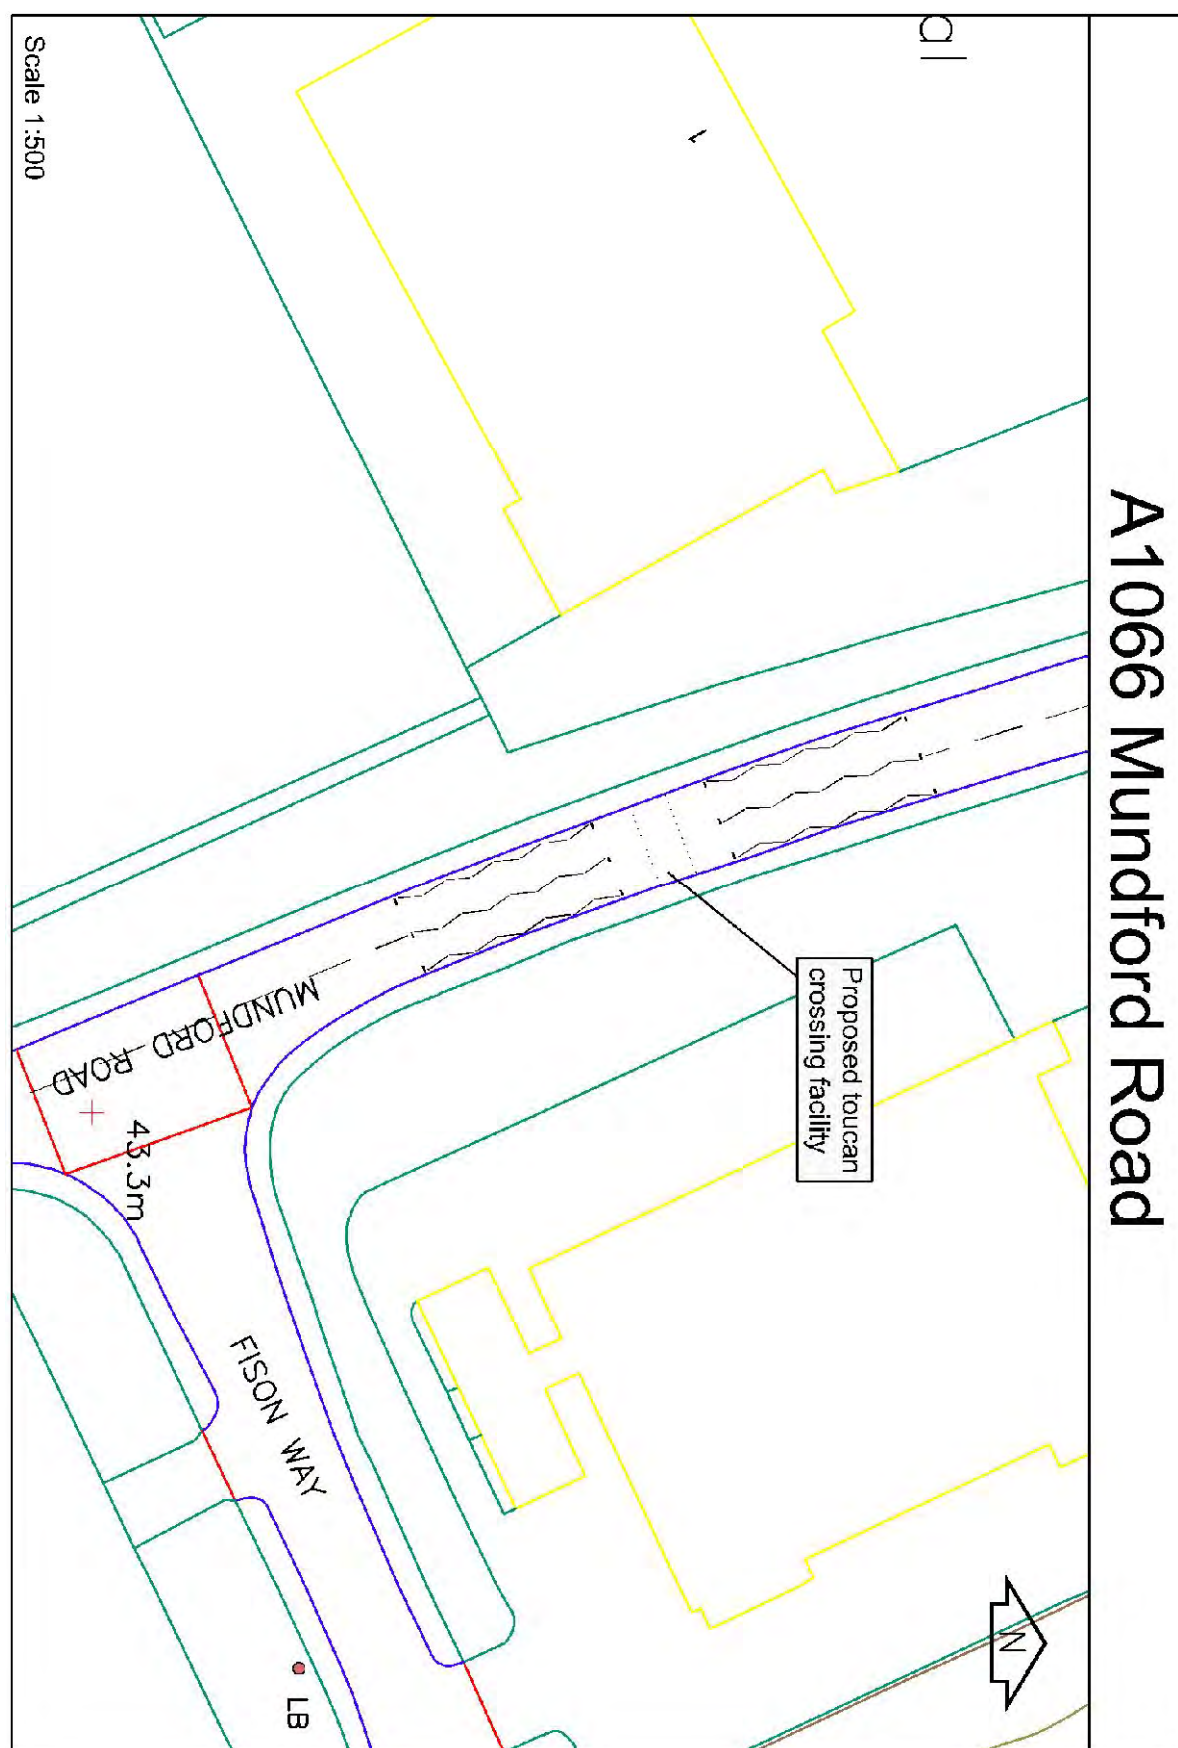 A1066 Mundford Road
Proposed toucan
crossing facility
MUNDFORD ROAD
43.3m
FISON WAY
LB
N
Scale 1:500